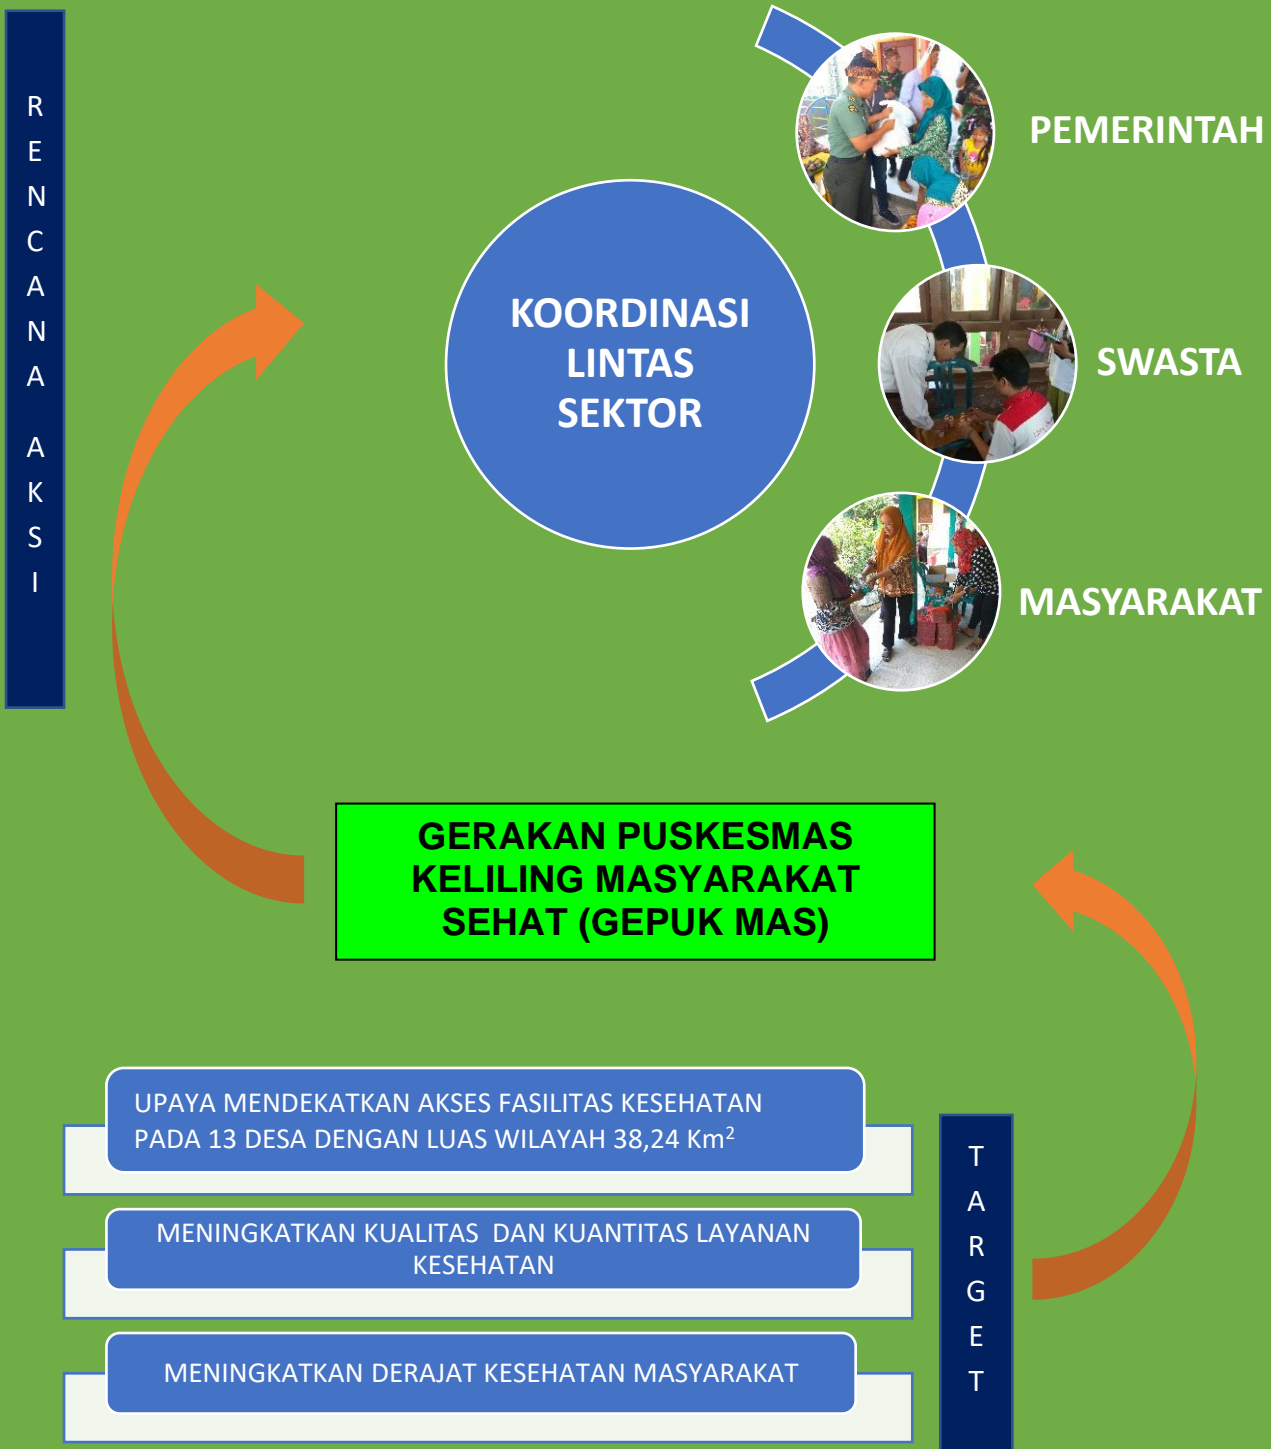 RENCANA AKSI
KOORDINASI
LINTAS
SEKTOR
PEMERINTAH
SWASTA
MASYARAKAT
GERAKAN PUSKESMAS
KELILING MASYARAKAT
SEHAT (GEPUK MAS)
UPAYA MENDEKATKAN AKSES FASILITAS KESEHATAN
PADA 13 DESA DENGAN LUAS WILAYAH 38,24 Km²
MENINGKATKAN KUALITAS DAN KUANTITAS LAYANAN
KESEHATAN
MENINGKATKAN DERAJAT KESEHATAN MASYARAKAT
TARGET